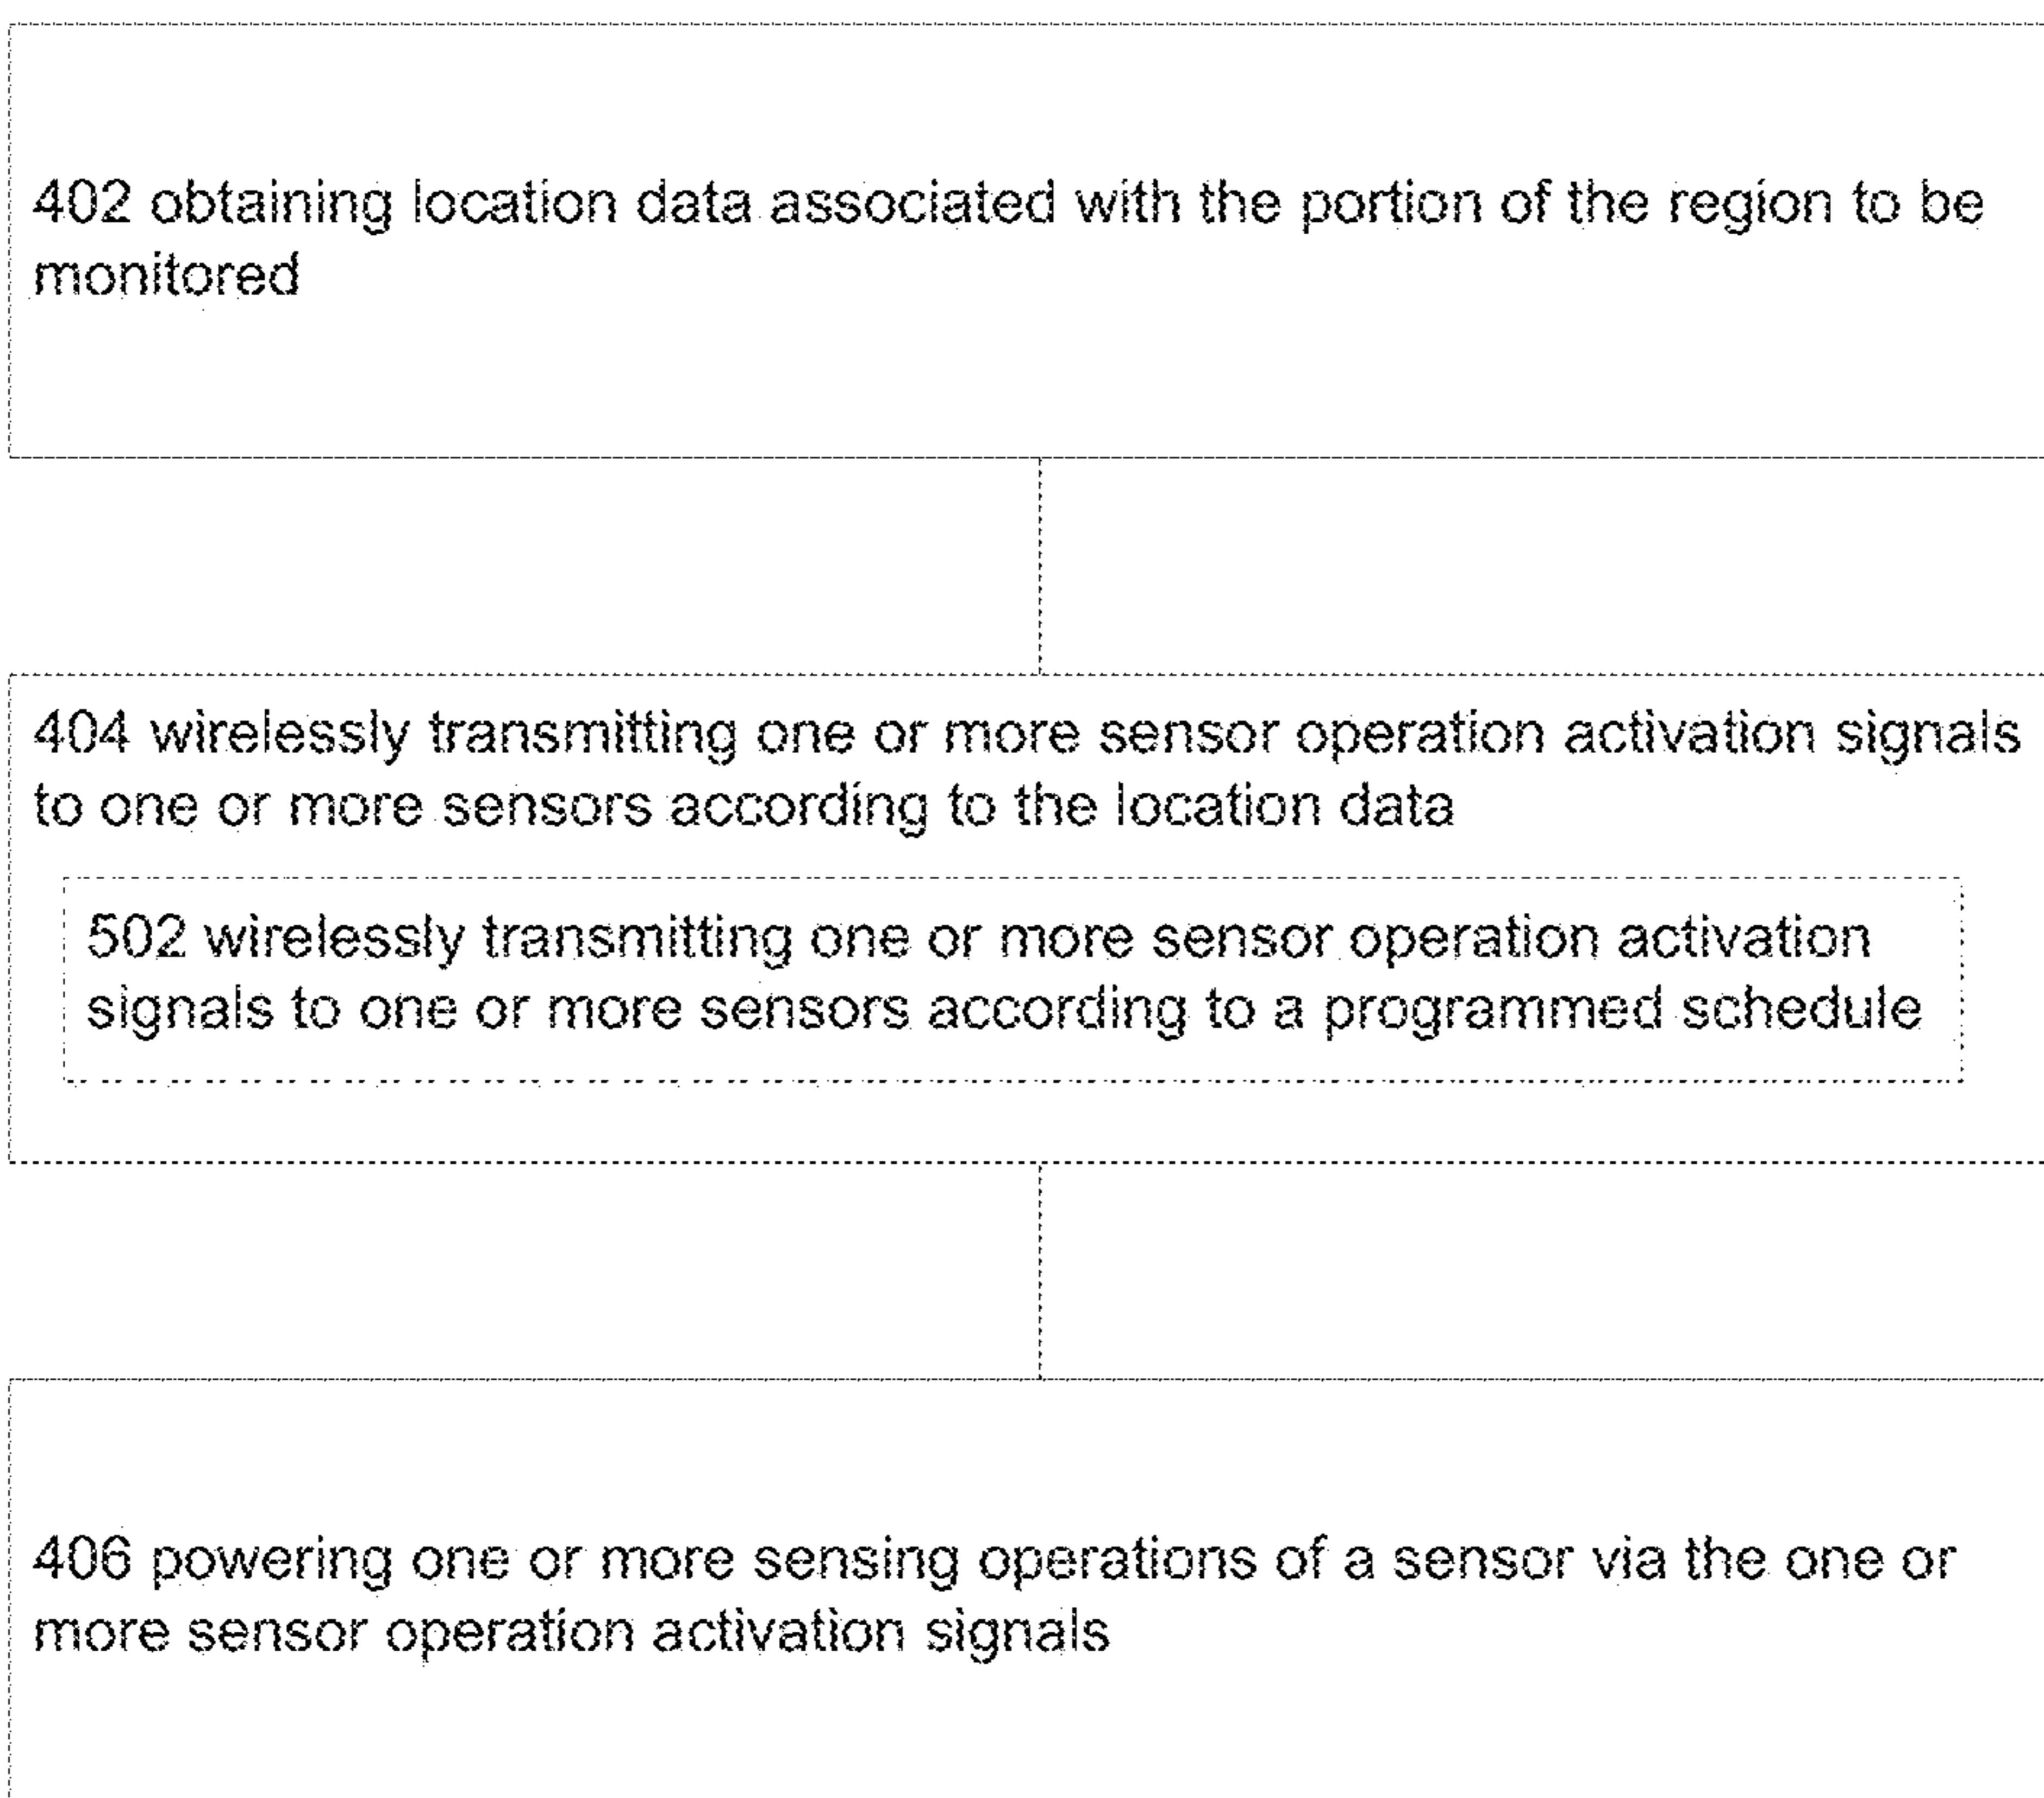 402 obtaining location data associated with the portion of the region to be
monitored
404 wirelessly transmitting one or more sensor operation activation signals
to one or more sensors according to the location data
502 wirelessly transmitting one or more sensor operation activation
signals to one or more sensors according to a programmed schedule
406 powering one or more sensing operations of a sensor via the one or
more sensor operation activation signals